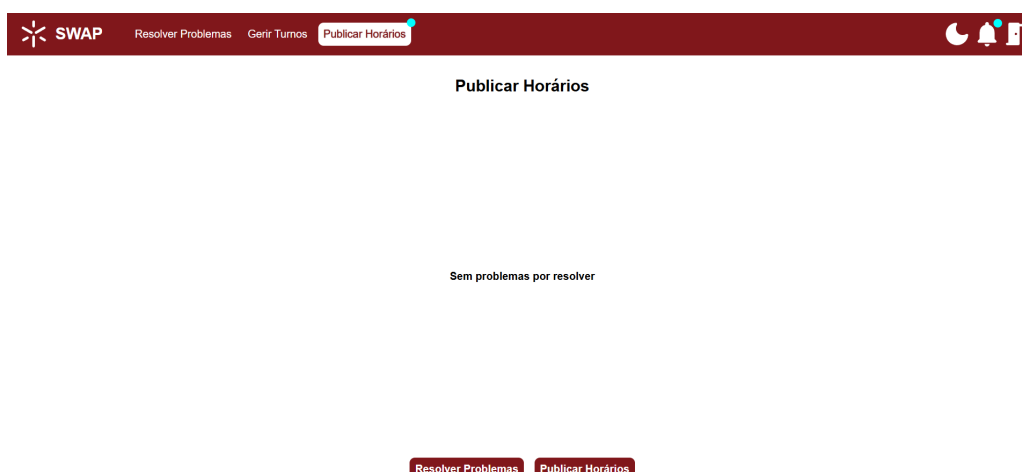 SWAP Resolver Problemas Gerir Turnos Publicar Horários
Publicar Horários
Sem problemas por resolver
Resolver Problemas Publicar Horários